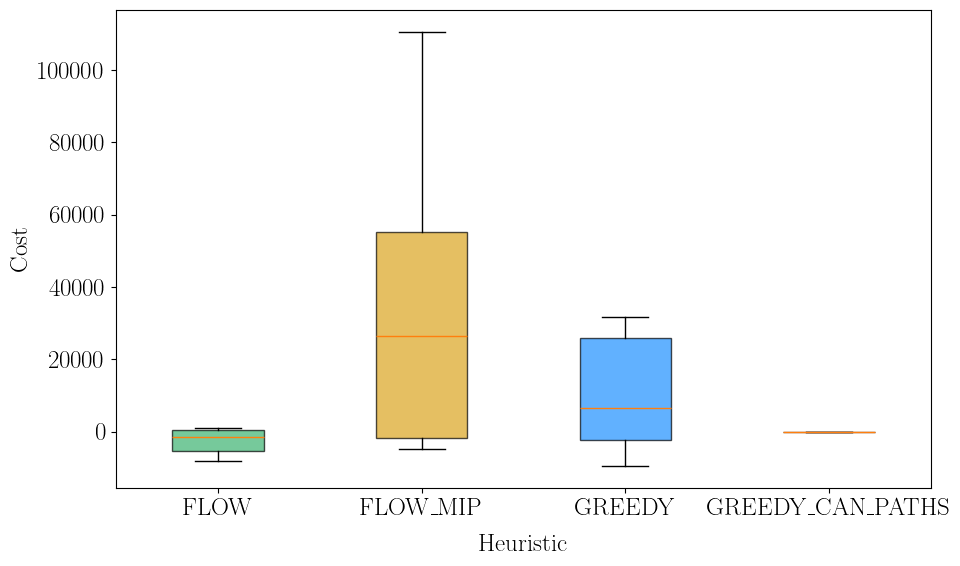 100000
80000
60000
40000
20000
0
Cost
FLOW
FLOW_MIP
GREEDY
GREEDY_CAN_PATHS
Heuristic